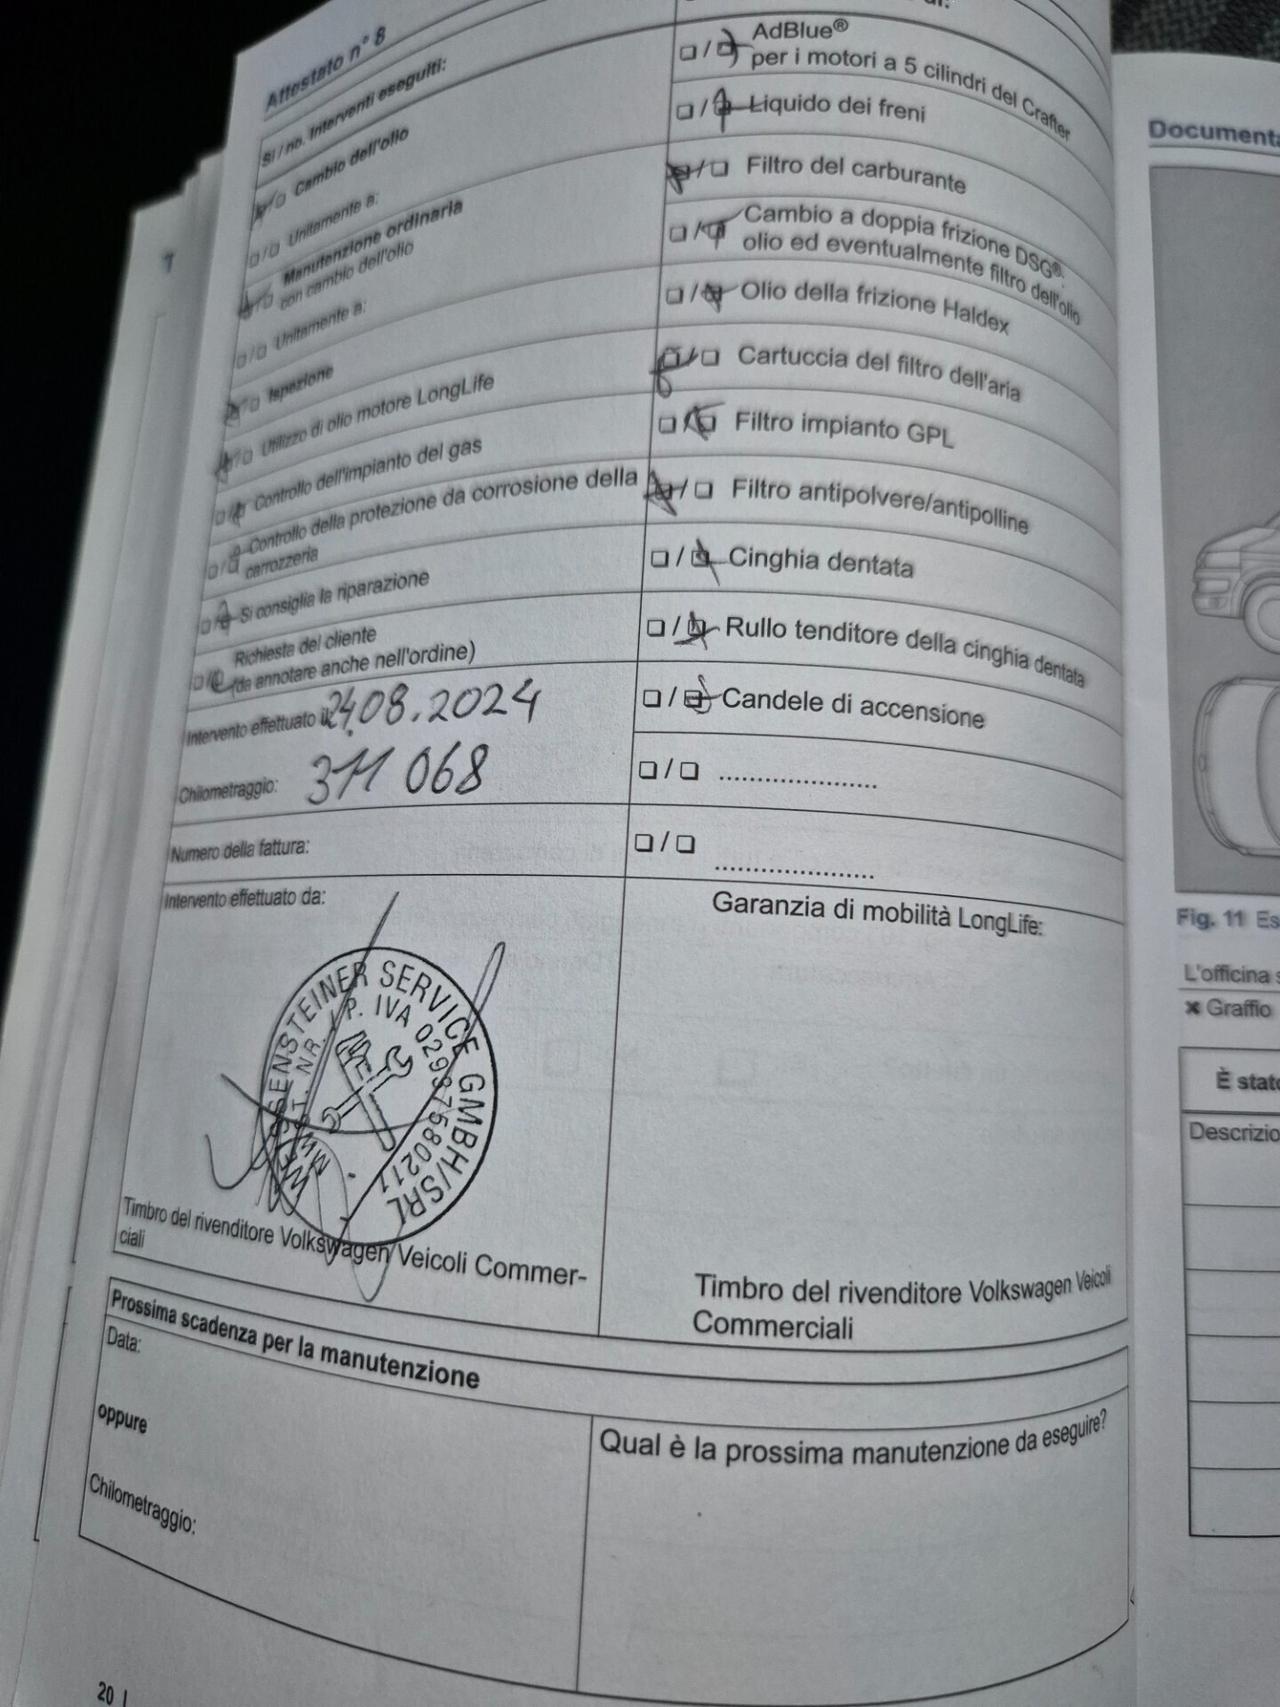 Attestato n° 8
Sì / no. Interventi eseguiti:
Cambio dell'olio
Unitamente a:
Manutenzione ordinaria
con cambio dell'olio
Unitamente a:
Ispezione
Utilizzo di olio motore LongLife
Controllo dell'impianto del gas
Controllo della protezione da corrosione della
carrozzeria
Si consiglia la riparazione
Richiesta del cliente
(da annotare anche nell'ordine)
Intervento effettuato il: 24.08.2024
Chilometraggio: 311 068
Numero della fattura:
Intervento effettuato da:
SERVICE GMBH/SRL
P. IVA
Timbro del rivenditore Volkswagen Veicoli Commer-
ciali
AdBlue®
per i motori a 5 cilindri del Crafter
Liquido dei freni
Filtro del carburante
Cambio a doppia frizione DSG®:
olio ed eventualmente filtro dell'olio
Olio della frizione Haldex
Cartuccia del filtro dell'aria
Filtro impianto GPL
Filtro antipolvere/antipolline
Cinghia dentata
Rullo tenditore della cinghia dentata
Candele di accensione
....................
....................
Garanzia di mobilità LongLife:
Timbro del rivenditore Volkswagen Veicoli
Commerciali
Prossima scadenza per la manutenzione
Data:
oppure
Chilometraggio:
Qual è la prossima manutenzione da eseguire?
20 |
7
Documenta
Fig. 11 Es
L'officina s
Graffio
È stato
Descrizio